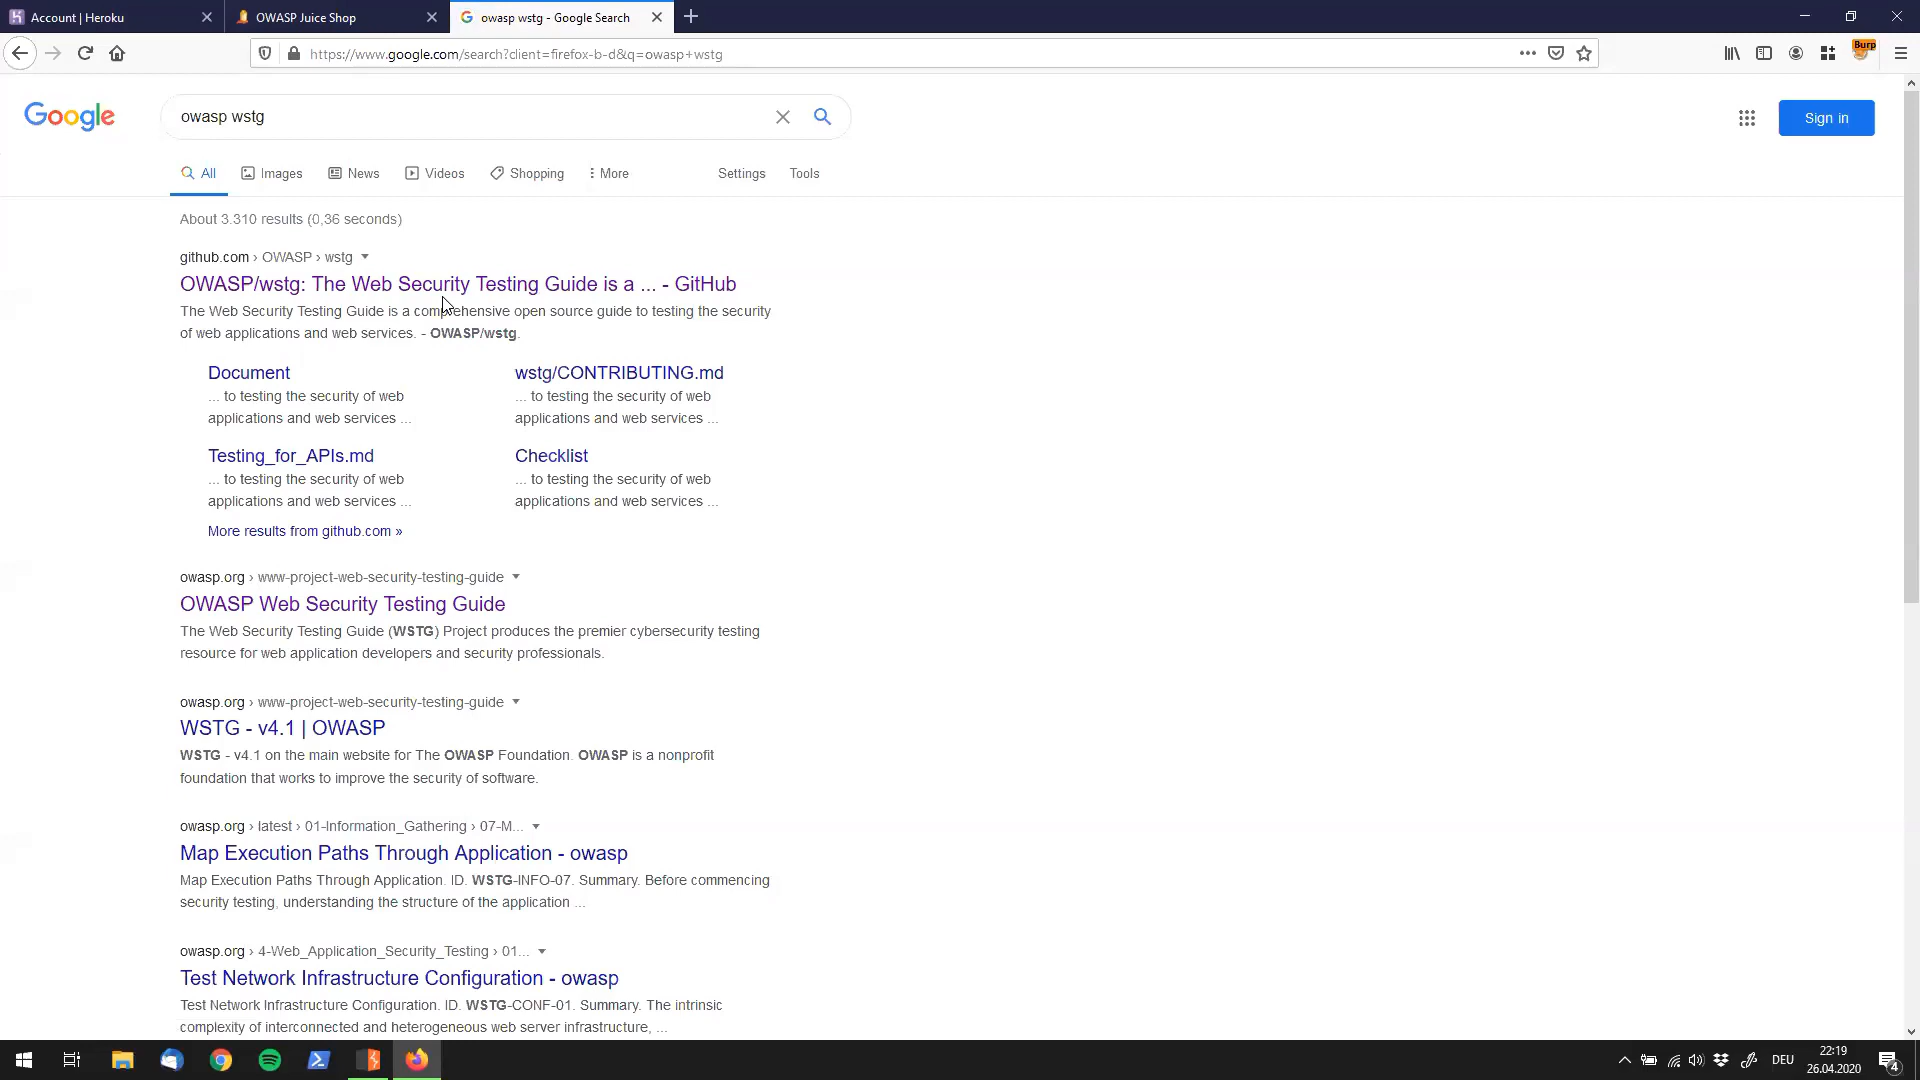 Account | Heroku
OWASP Juice Shop
owasp wstg - Google Search
https://www.google.com/search?client=firefox-b-d&q=owasp+wstg
Burp
Google
owasp wstg
Sign in
All
Images
News
Videos
Shopping
More
Settings
Tools
About 3.310 results (0,36 seconds)
github.com › OWASP › wstg
OWASP/wstg: The Web Security Testing Guide is a ... - GitHub
The Web Security Testing Guide is a comprehensive open source guide to testing the security
of web applications and web services. - OWASP/wstg.
Document
... to testing the security of web
applications and web services ...
wstg/CONTRIBUTING.md
... to testing the security of web
applications and web services ...
Testing_for_APIs.md
... to testing the security of web
applications and web services ...
Checklist
... to testing the security of web
applications and web services ...
More results from github.com »
owasp.org › www-project-web-security-testing-guide
OWASP Web Security Testing Guide
The Web Security Testing Guide (WSTG) Project produces the premier cybersecurity testing
resource for web application developers and security professionals.
owasp.org › www-project-web-security-testing-guide
WSTG - v4.1 | OWASP
WSTG - v4.1 on the main website for The OWASP Foundation. OWASP is a nonprofit
foundation that works to improve the security of software.
owasp.org › latest › 01-Information_Gathering › 07-M...
Map Execution Paths Through Application - owasp
Map Execution Paths Through Application. ID. WSTG-INFO-07. Summary. Before commencing
security testing, understanding the structure of the application ...
owasp.org › 4-Web_Application_Security_Testing › 01...
Test Network Infrastructure Configuration - owasp
Test Network Infrastructure Configuration. ID. WSTG-CONF-01. Summary. The intrinsic
complexity of interconnected and heterogeneous web server infrastructure, ...
DEU
22:19
26.04.2020
4